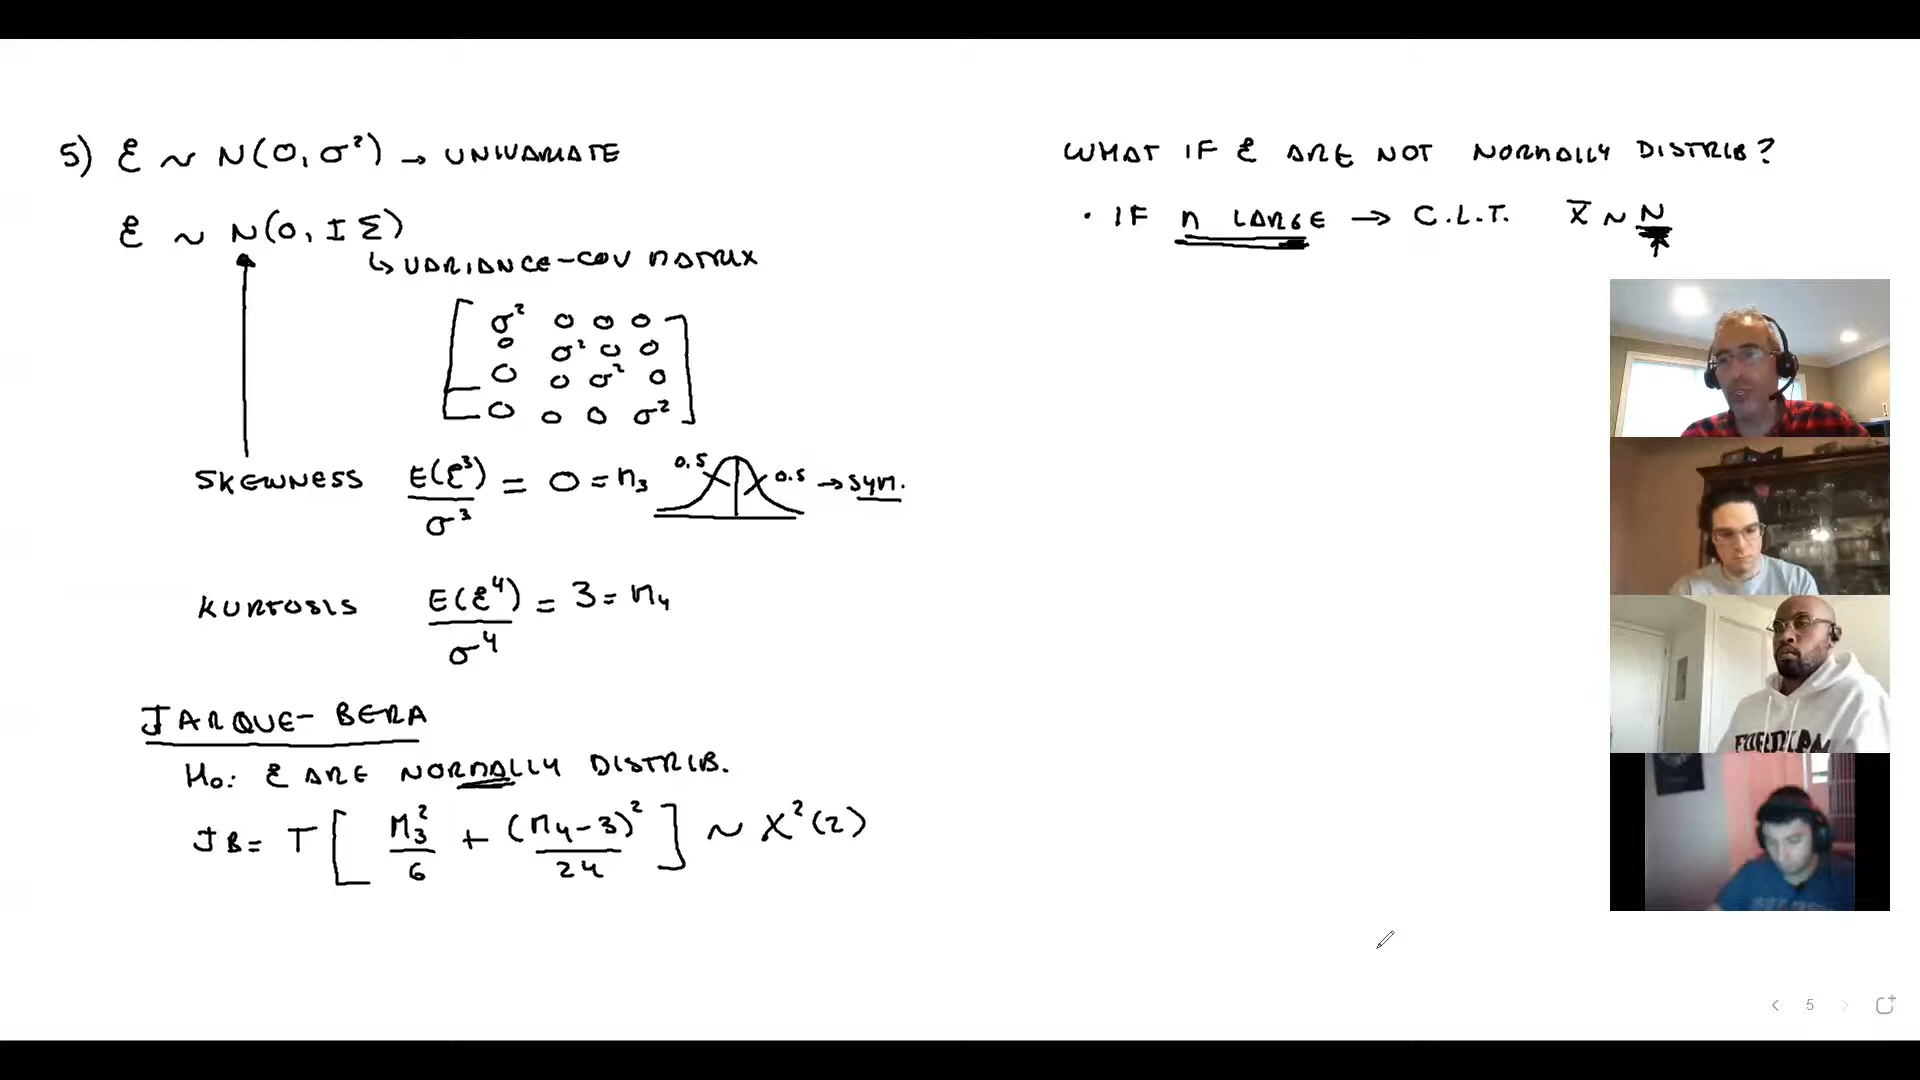 5) ε ~ N(0, σ²) → UNIVARIATE
ε ~ N(0, I Σ)
↳ VARIANCE-COV MATRIX
σ² 0 0 0
0 σ² 0 0
0 0 σ² 0
0 0 0 σ²
SKEWNESS E(ε³)/σ³ = 0 = M₃ 0.5 0.5 → SYM.
KURTOSIS E(ε⁴)/σ⁴ = 3 = M₄
JARQUE-BERA
H₀: ε ARE NORMALLY DISTRIB.
JB = T [ M₃²/6 + (M₄-3)²/24 ] ~ χ²(2)
WHAT IF ε ARE NOT NORMALLY DISTRIB?
• IF n LARGE → C.L.T. X̄ ~ N
5